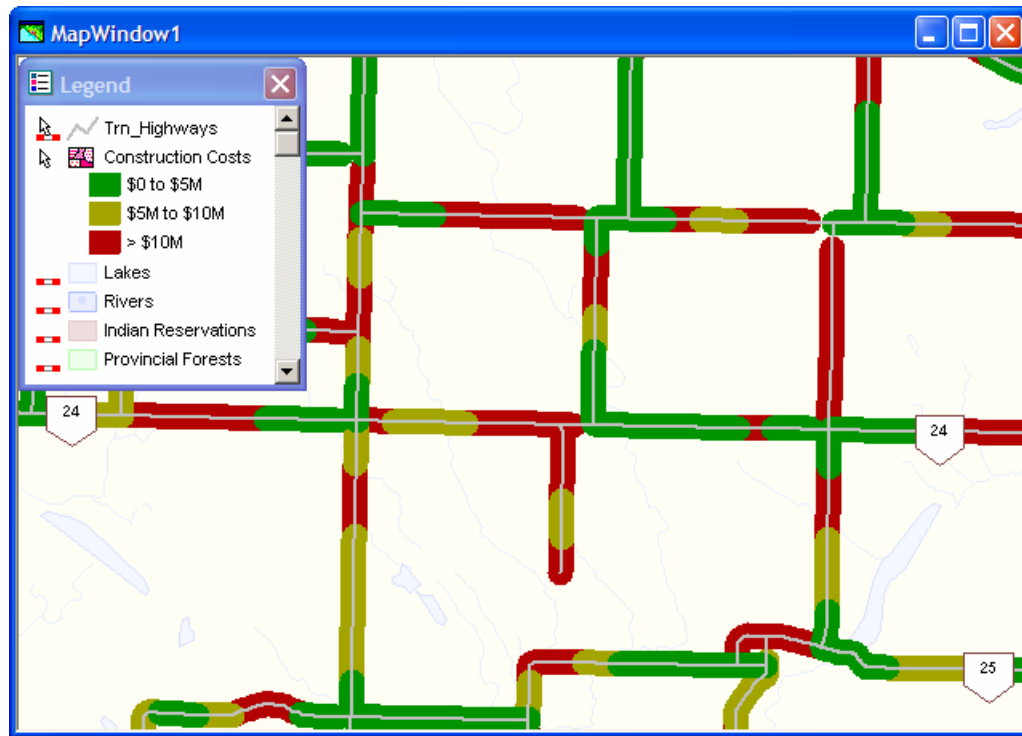 MapWindow1
Legend
Trn_Highways
Construction Costs
$0 to $5M
$5M to $10M
> $10M
Lakes
Rivers
Indian Reservations
Provincial Forests
24
24
25